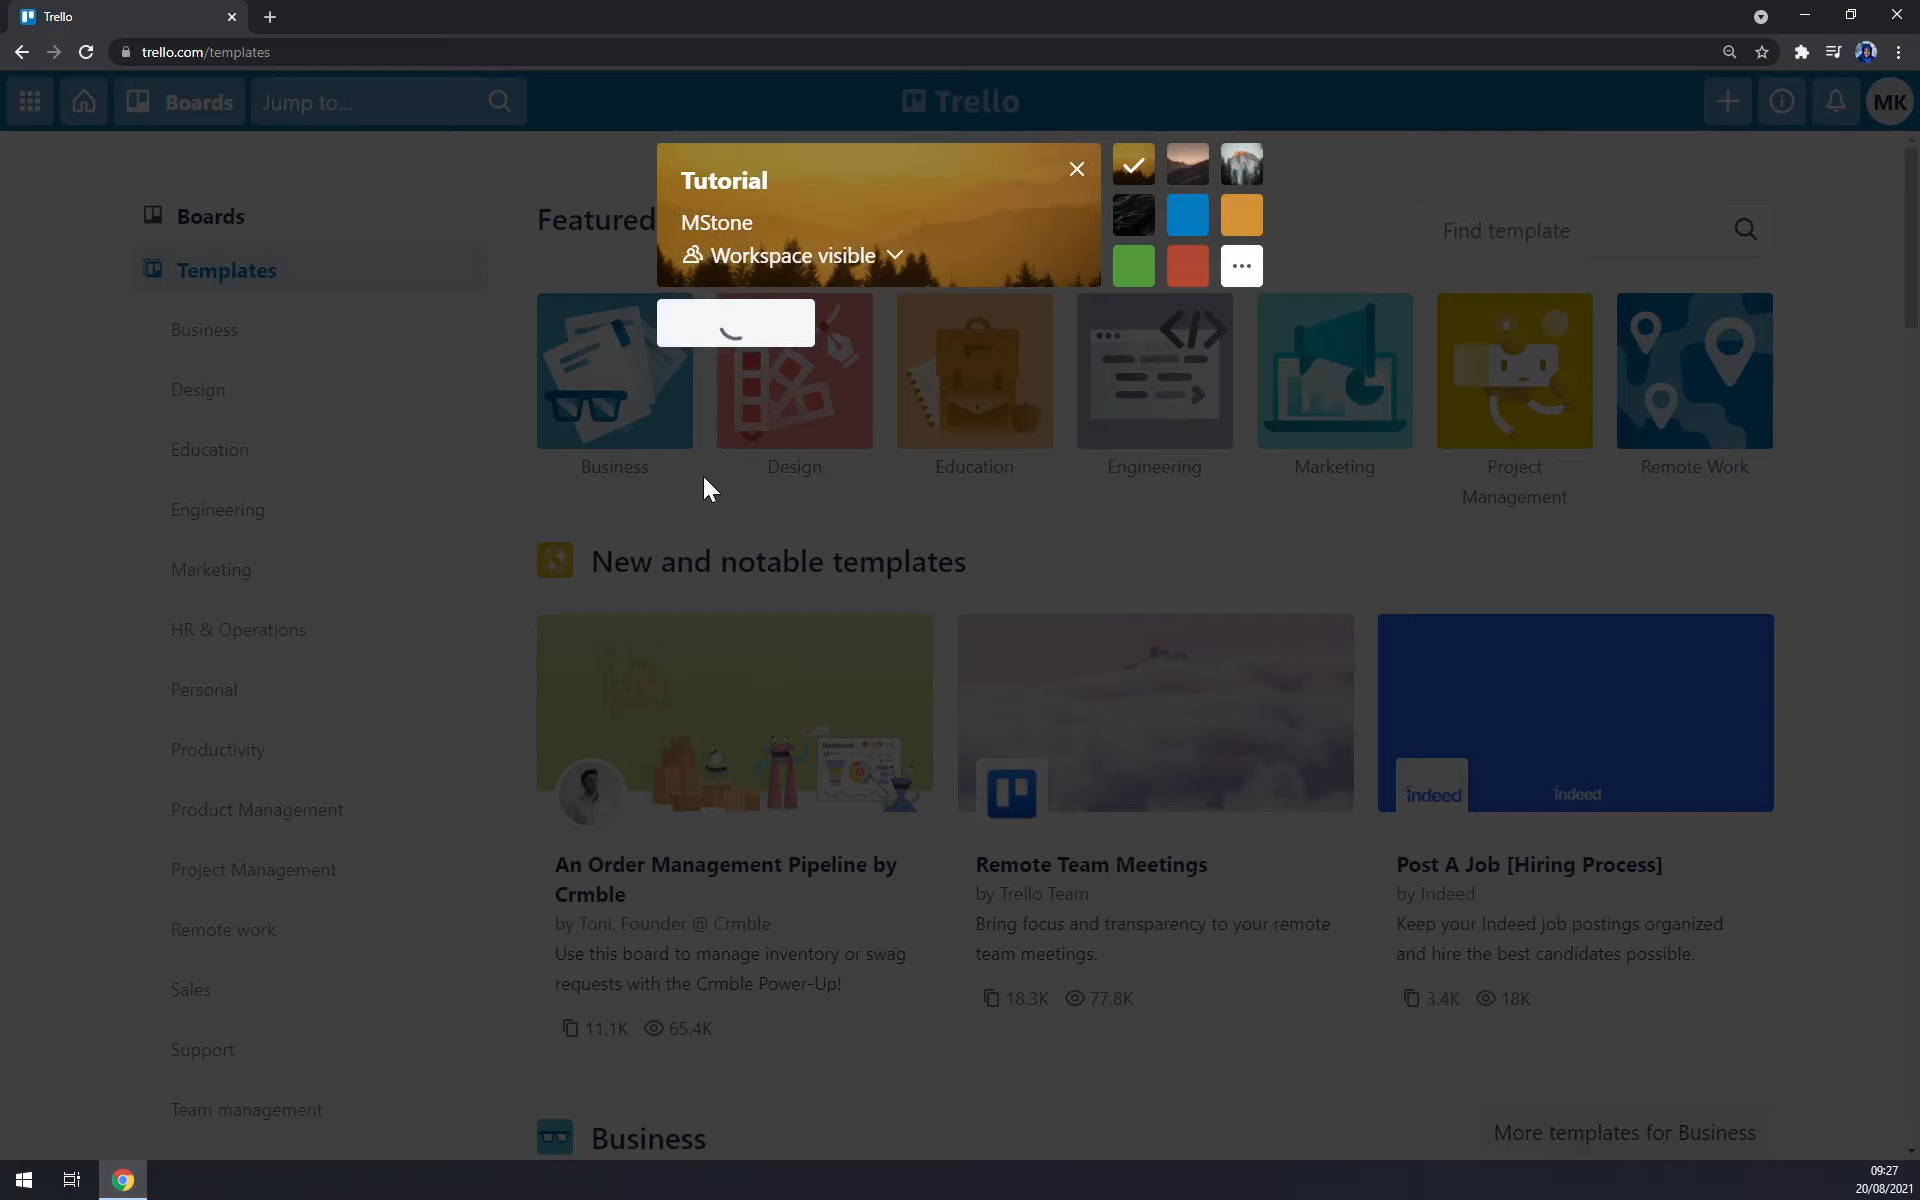 Trello
trello.com/templates
Boards
Jump to...
Trello
MK
Tutorial
MStone
Workspace visible
Boards
Templates
Business
Design
Education
Engineering
Marketing
HR & Operations
Personal
Productivity
Product Management
Project Management
Remote work
Sales
Support
Team management
Featured
Find template
Business
Design
Education
Engineering
Marketing
Project
Management
Remote Work
New and notable templates
Dashboard
indeed
indeed
An Order Management Pipeline by
Crmble
by Toni, Founder @ Crmble
Use this board to manage inventory or swag
requests with the Crmble Power-Up!
11.1K 65.4K
Remote Team Meetings
by Trello Team
Bring focus and transparency to your remote
team meetings.
18.3K 77.8K
Post A Job [Hiring Process]
by Indeed
Keep your Indeed job postings organized
and hire the best candidates possible.
3.4K 18K
Business
More templates for Business
09:27
20/08/2021